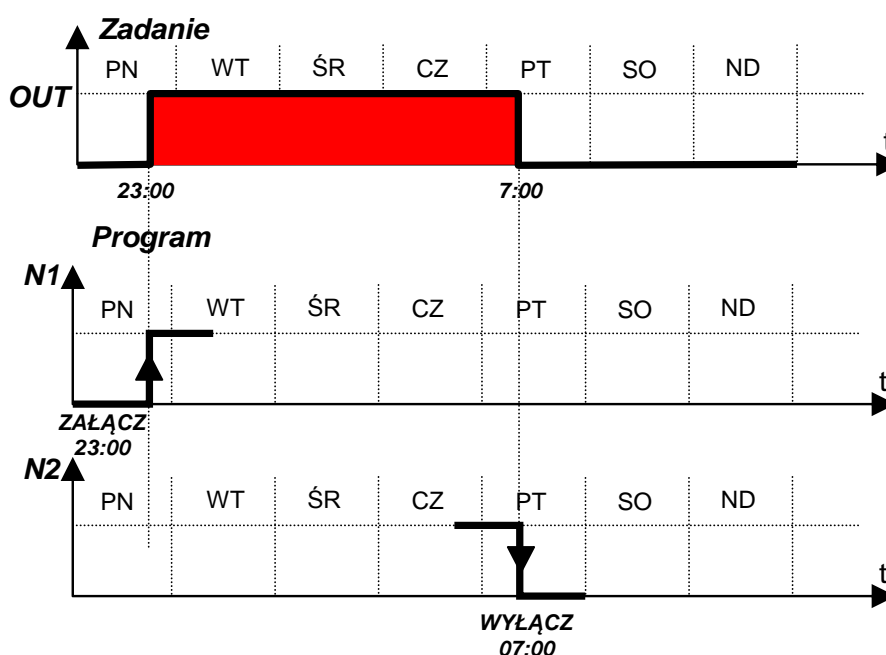 Zadanie
PN WT ŚR CZ PT SO ND
OUT
t
23:00 7:00
Program
N1
PN WT ŚR CZ PT SO ND
t
ZAŁĄCZ
23:00
N2
PN WT ŚR CZ PT SO ND
t
WYŁĄCZ
07:00